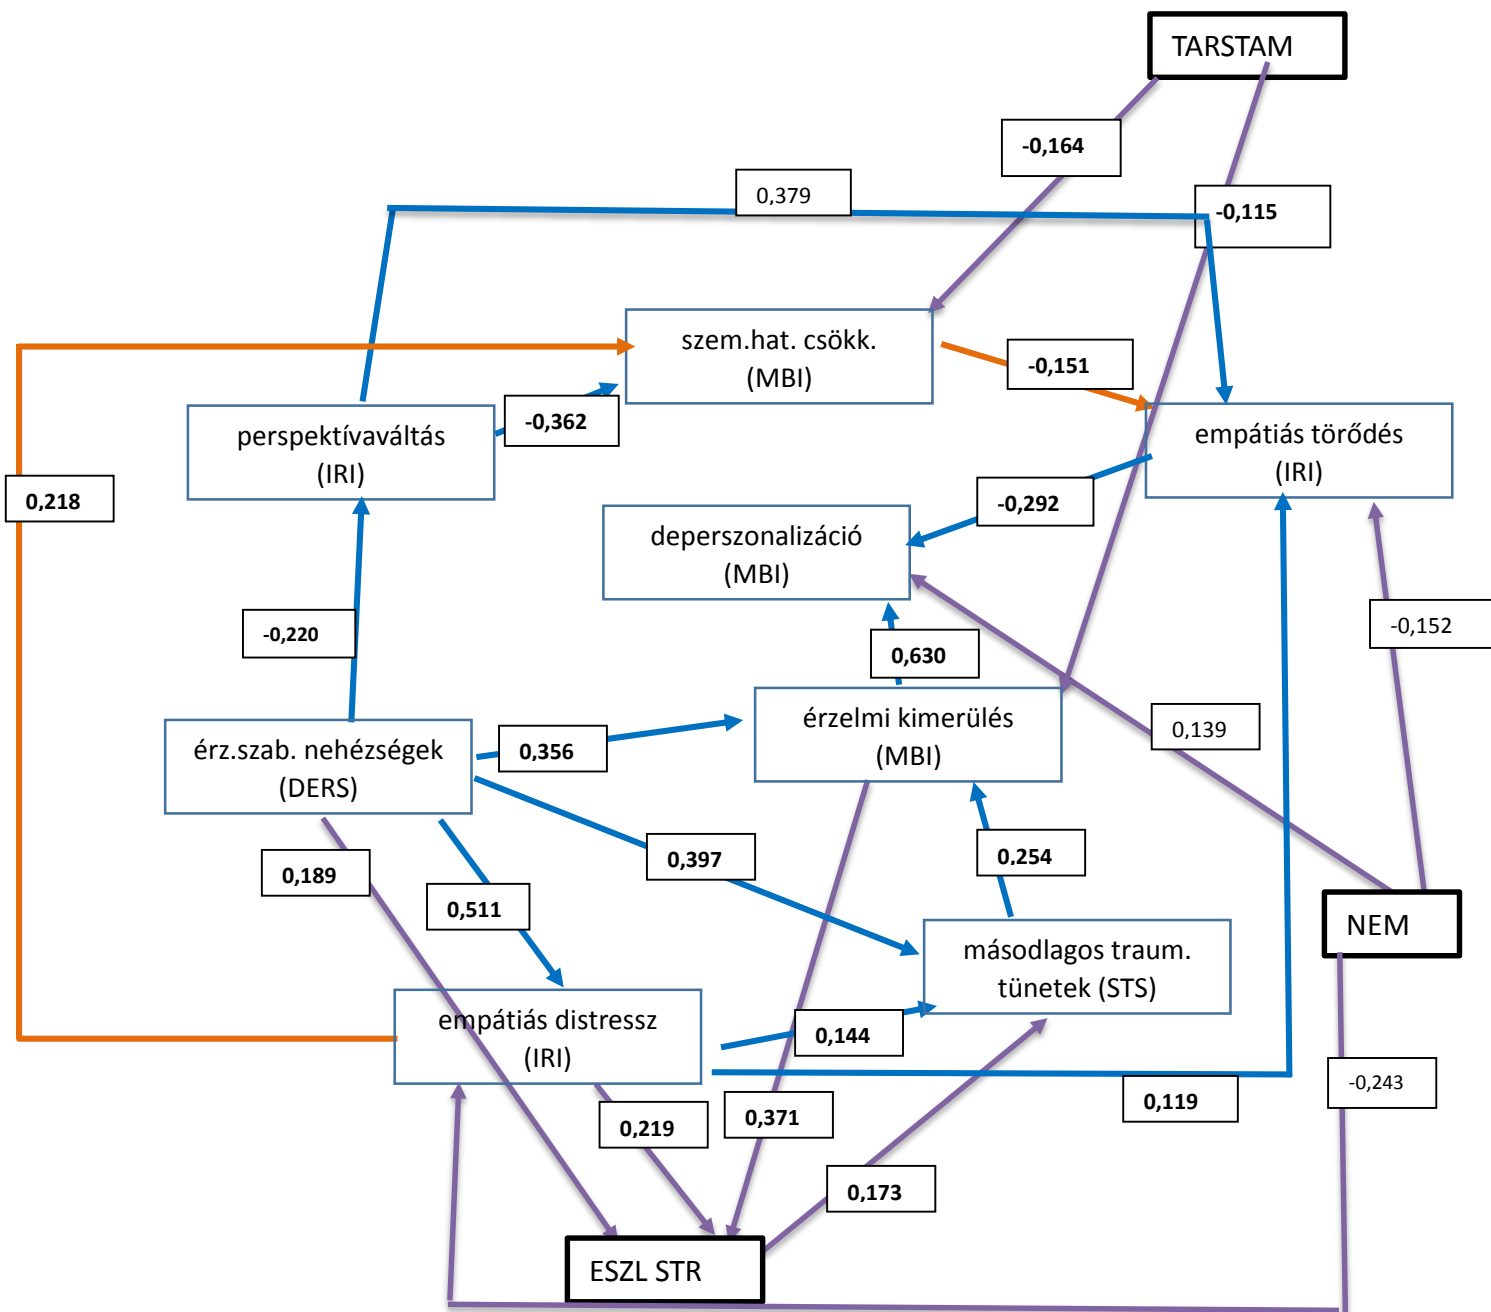 TARSTAM
-0,164
0,379
-0,115
szem.hat. csökk.
(MBI)
-0,151
-0,362
perspektívaváltás
(IRI)
empátiás törődés
(IRI)
0,218
-0,292
deperszonalizáció
(MBI)
-0,220
0,630
-0,152
érz.szab. nehézségek
(DERS)
0,356
érzelmi kimerülés
(MBI)
0,139
0,189
0,511
0,397
0,254
NEM
másodlagos traum.
tünetek (STS)
empátiás distressz
(IRI)
0,144
0,119
-0,243
0,219
0,371
0,173
ESZL STR